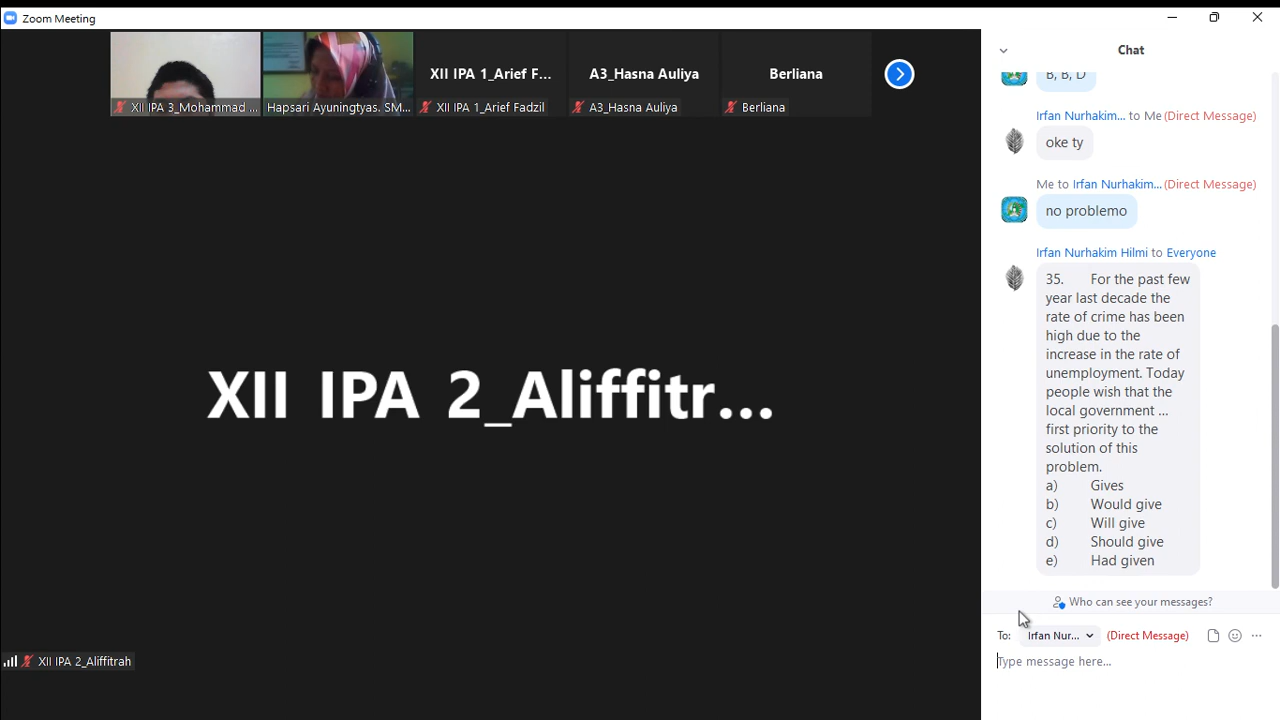 Zoom Meeting
XII IPA 1_Arief F...
A3_Hasna Auliya
Berliana
XII IPA 3_Mohammad ...
Hapsari Ayuningtyas. SM...
XII IPA 1_Arief Fadzil
A3_Hasna Auliya
Berliana
XII IPA 2_Aliffitr...
XII IPA 2_Aliffitrah
Chat
B, B, D
Irfan Nurhakim... to Me (Direct Message)
oke ty
Me to Irfan Nurhakim... (Direct Message)
no problemo
Irfan Nurhakim Hilmi to Everyone
35. For the past few
year last decade the
rate of crime has been
high due to the
increase in the rate of
unemployment. Today
people wish that the
local government ...
first priority to the
solution of this
problem.
a) Gives
b) Would give
c) Will give
d) Should give
e) Had given
Who can see your messages?
To: Irfan Nur... (Direct Message)
Type message here...